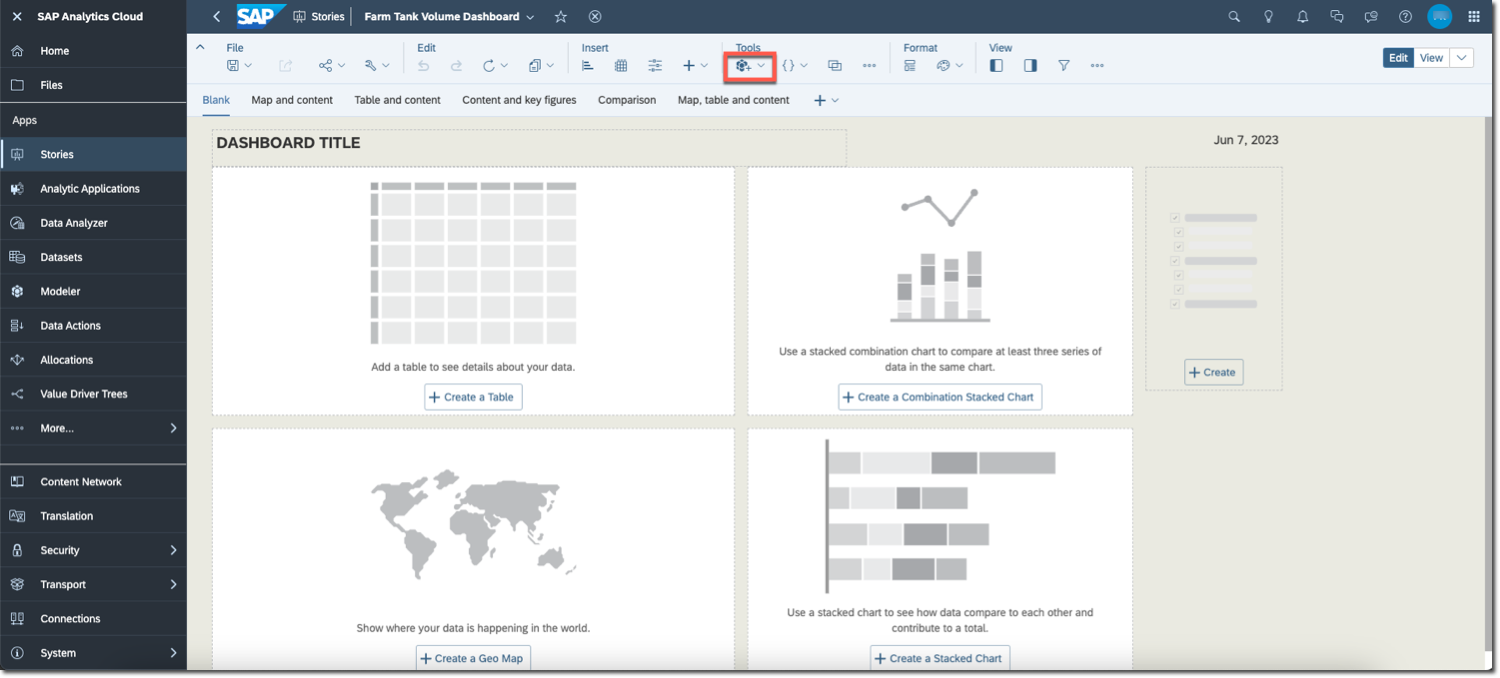 SAP Analytics Cloud
SAP
Stories
Farm Tank Volume Dashboard
Home
Files
Apps
Stories
Analytic Applications
Data Analyzer
Datasets
Modeler
Data Actions
Allocations
Value Driver Trees
More...
Content Network
Translation
Security
Transport
Connections
System
File
Edit
Insert
Tools
Format
View
Edit
View
Blank
Map and content
Table and content
Content and key figures
Comparison
Map, table and content
DASHBOARD TITLE
Jun 7, 2023
Add a table to see details about your data.
+ Create a Table
Use a stacked combination chart to compare at least three series of
data in the same chart.
+ Create a Combination Stacked Chart
+ Create
Show where your data is happening in the world.
+ Create a Geo Map
Use a stacked chart to see how data compare to each other and
contribute to a total.
+ Create a Stacked Chart